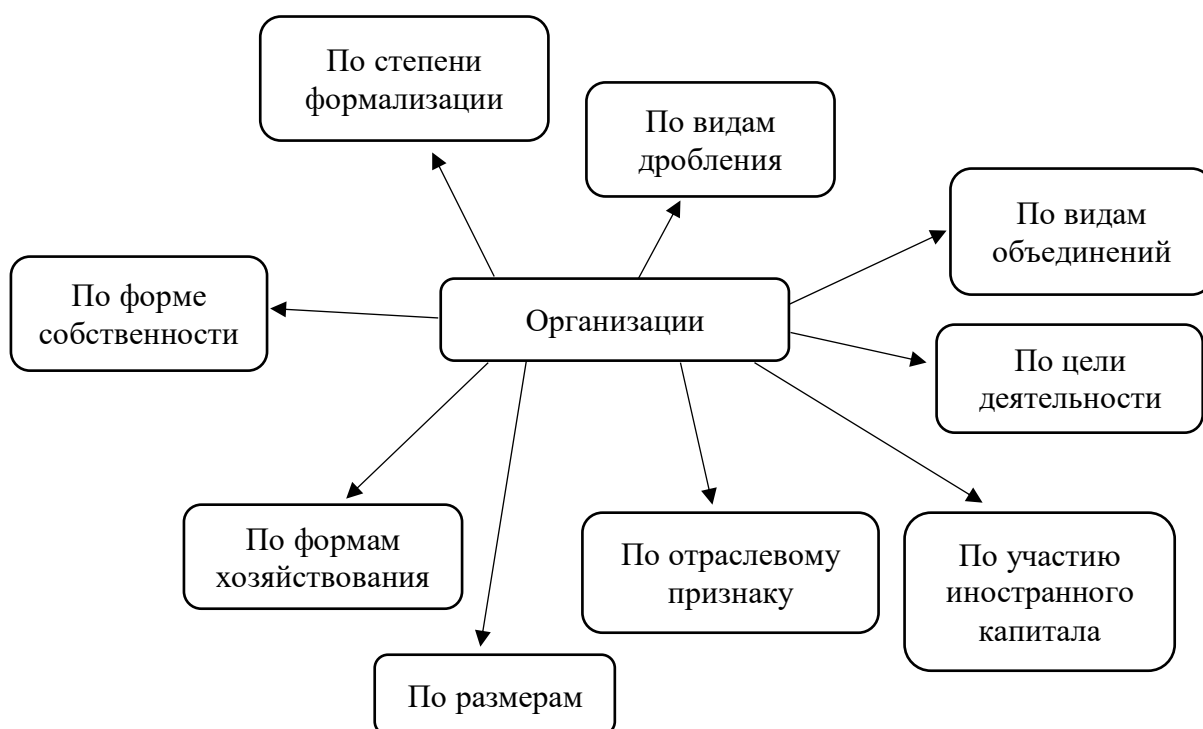 По степени
формализации
По видам
дробления
По видам
объединений
По форме
собственности
Организации
По цели
деятельности
По формам
хозяйствования
По отраслевому
признаку
По участию
иностранного
капитала
По размерам